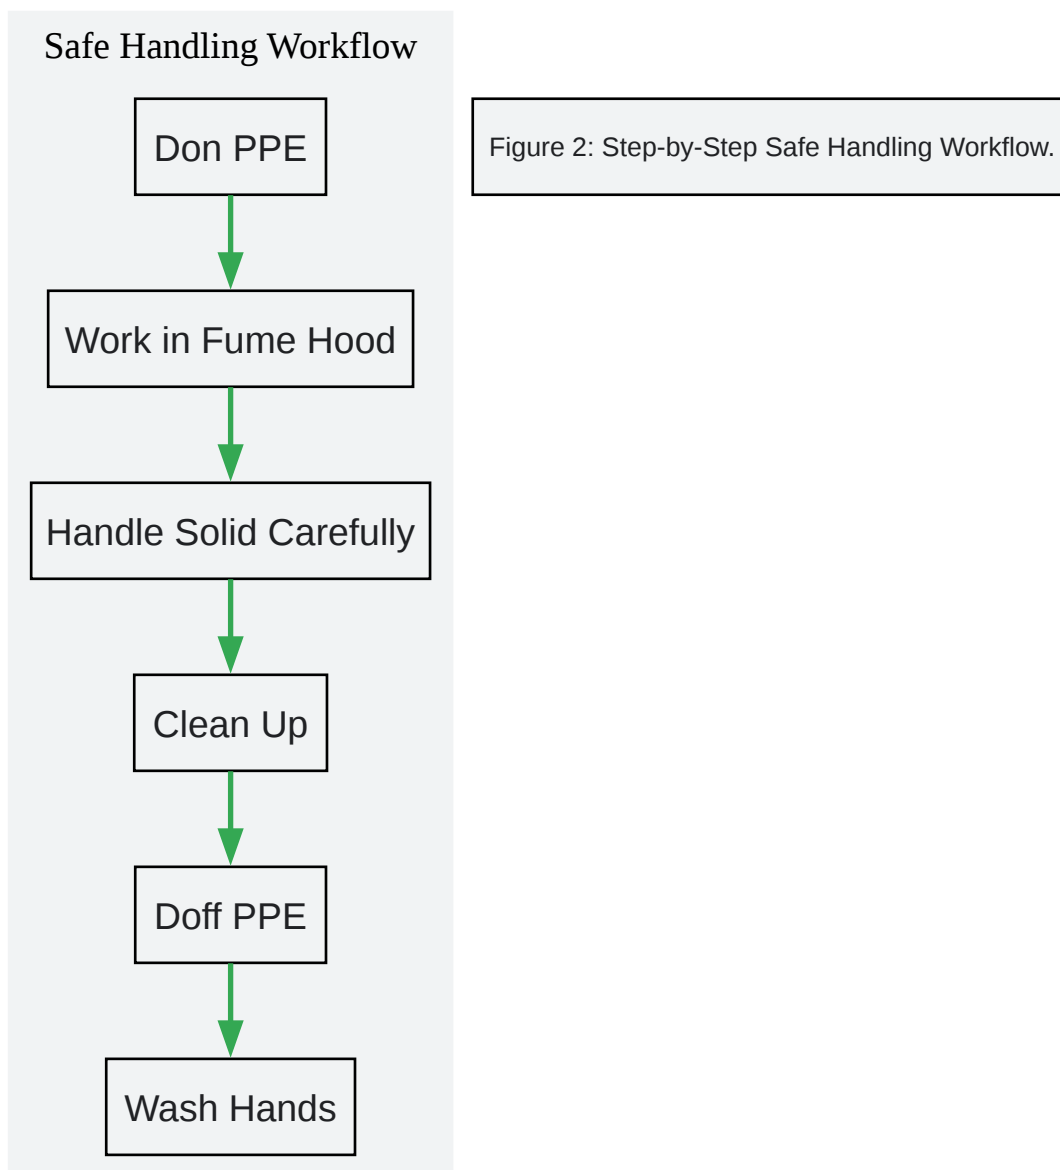 Safe Handling Workflow
Don PPE
Figure 2: Step-by-Step Safe Handling Workflow.
Work in Fume Hood
Handle Solid Carefully
Clean Up
Doff PPE
Wash Hands